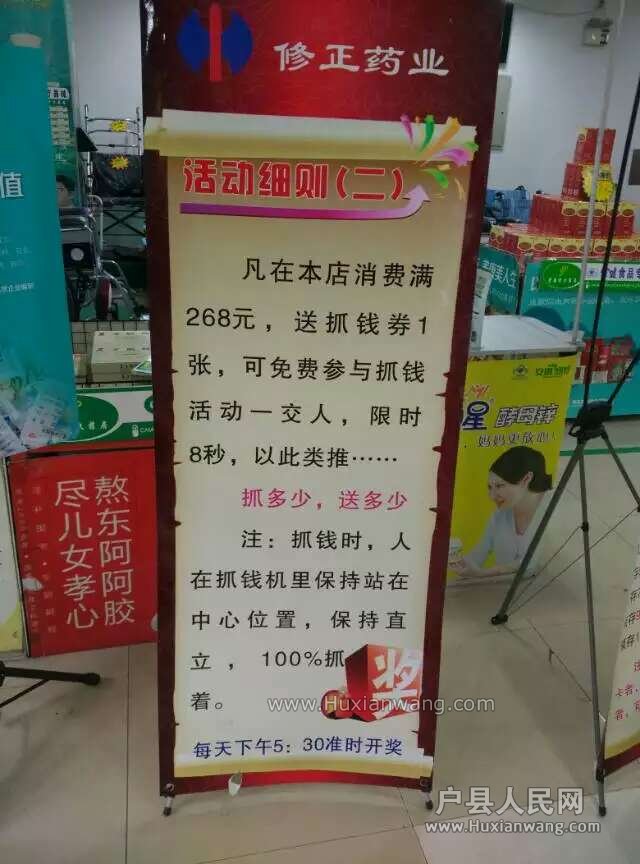 修正药业
活动细则（二）
凡在本店消费满
268元，送抓钱券1
张，可免费参与抓钱
活动一交人，限时
8秒，以此类推……
抓多少，送多少
注：抓钱时，人
在抓钱机里保持站在
中心位置，保持直
立，100%抓
着。
奖
每天下午5：30准时开奖
www.Huxianwang.com
户县人民网
www.Huxianwang.com
值
熬东阿阿胶
尽儿女孝心
星 酵母锌
妈妈更放心